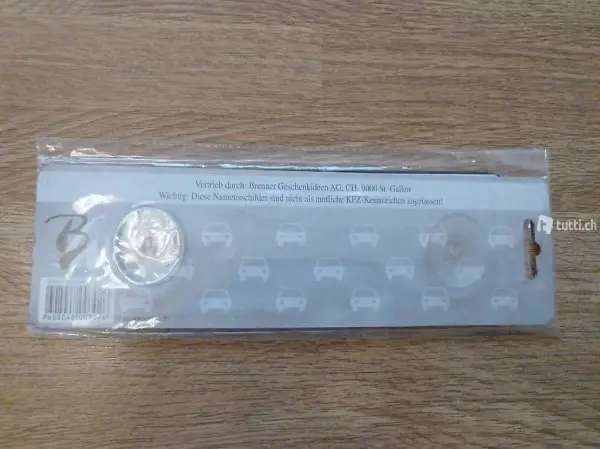 Vertrieb durch: Brenner Geschenkideen AG, CH- 9000 St. Gallen
Wichtig: Diese Namensschilder sind nicht als amtliche KFZ-Kennzeichen zugelassen!
B
tutti.ch